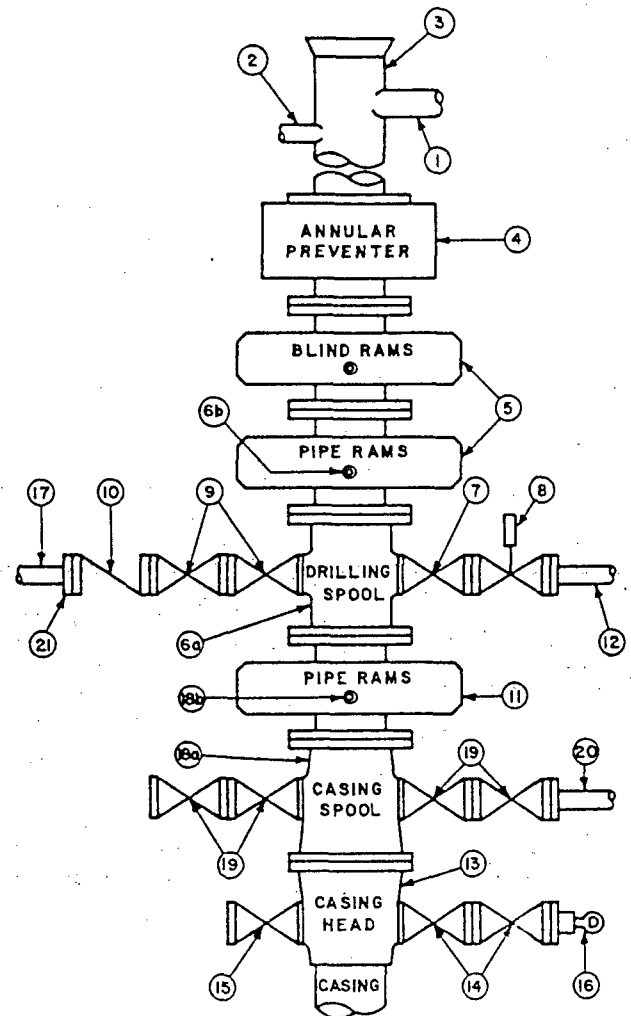 3
2
1
ANNULAR
PREVENTER
4
BLIND RAMS
5
6b
PIPE RAMS
17
10
9
7
8
DRILLING
SPOOL
21
6a
12
PIPE RAMS
18b
11
18a
19
20
CASING
SPOOL
19
13
CASING
HEAD
15
14
16
CASING